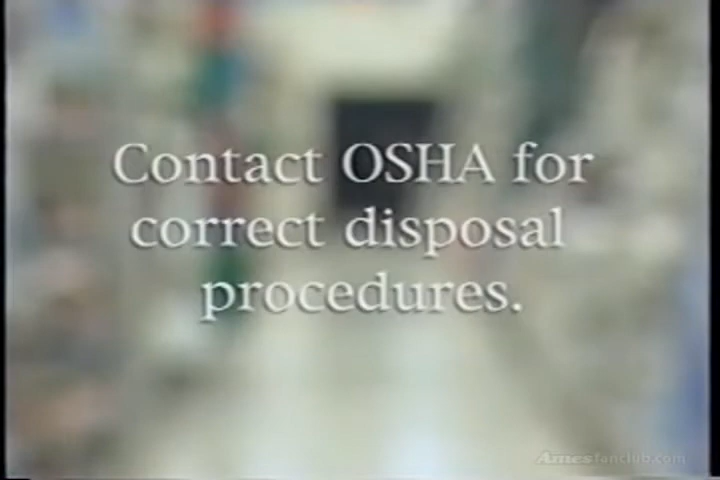 Contact OSHA for
correct disposal
procedures.
Amesfanclub.com